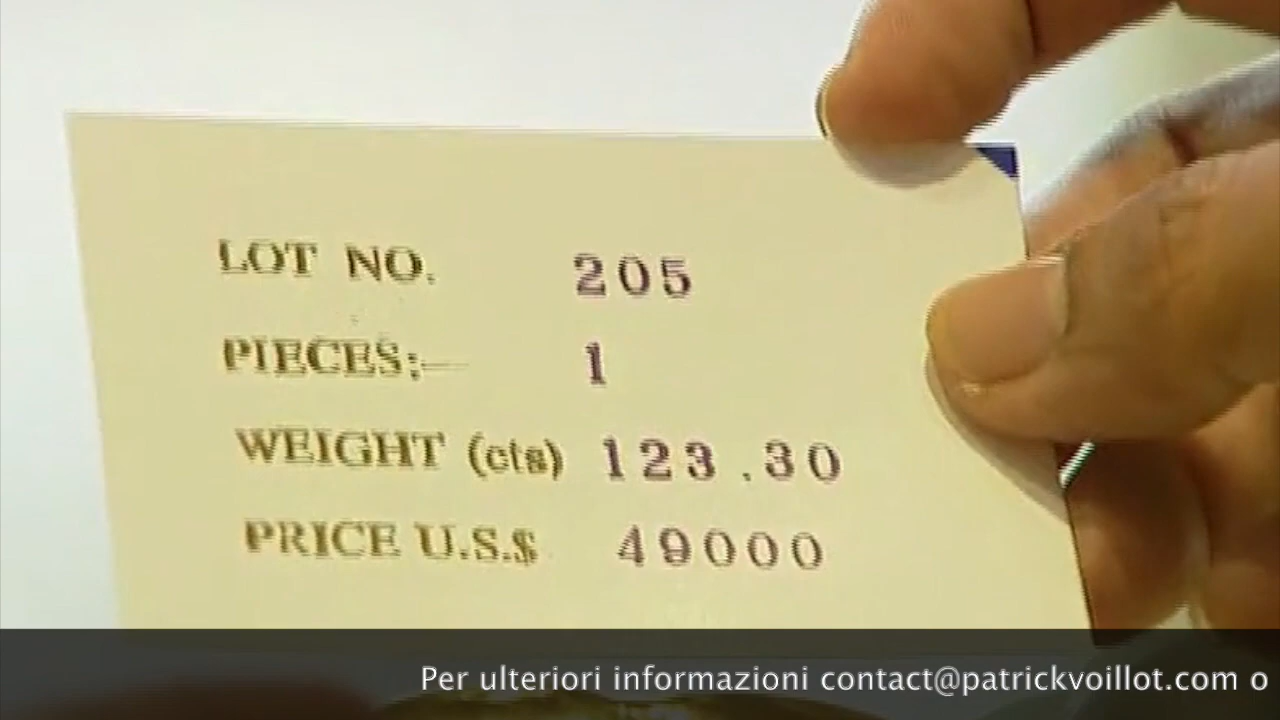 LOT NO. 205
PIECES:— 1
WEIGHT (cts) 123.30
PRICE U.S.$ 49000
Per ulteriori informazioni contact@patrickvoillot.com o